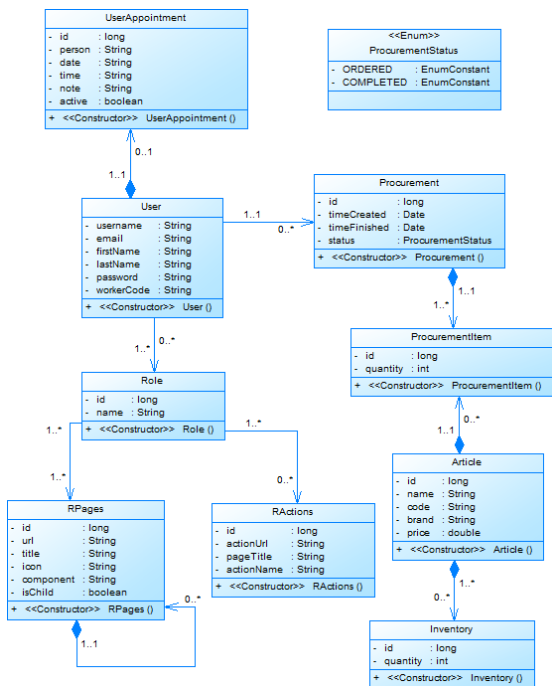 UserAppointment
- id : long
- person : String
- date : String
- time : String
- note : String
- active : boolean
+ <<Constructor>> UserAppointment ()
<<Enum>>
ProcurementStatus
- ORDERED : EnumConstant
- COMPLETED : EnumConstant
0..1
1..1
User
- username : String
- email : String
- firstName : String
- lastName : String
- password : String
- workerCode : String
+ <<Constructor>> User ()
1..1
0..*
Procurement
- id : long
- timeCreated : Date
- timeFinished : Date
- status : ProcurementStatus
+ <<Constructor>> Procurement ()
1..1
1..*
0..*
1..*
ProcurementItem
- id : long
- quantity : int
+ <<Constructor>> ProcurementItem ()
Role
- id : long
- name : String
+ <<Constructor>> Role ()
1..*
1..*
1..*
0..*
0..*
1..1
Article
- id : long
- name : String
- code : String
- brand : String
- price : double
+ <<Constructor>> Article ()
RPages
- id : long
- url : String
- title : String
- icon : String
- component : String
- isChild : boolean
+ <<Constructor>> RPages ()
0..*
1..1
RActions
- id : long
- actionUrl : String
- pageTitle : String
- actionName : String
+ <<Constructor>> RActions ()
1..*
0..*
Inventory
- id : long
- quantity : int
+ <<Constructor>> Inventory ()